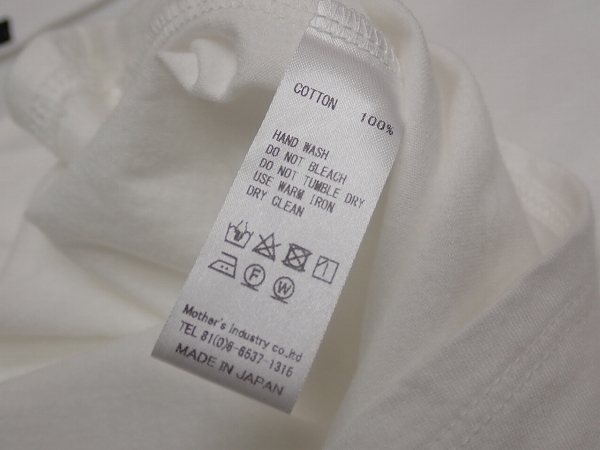 COTTON 100%
HAND WASH
DO NOT BLEACH
DO NOT TUMBLE DRY
USE WARM IRON
DRY CLEAN
F W
Mother's industry co.,ltd
TEL 81(0)6-6537-1316
MADE IN JAPAN